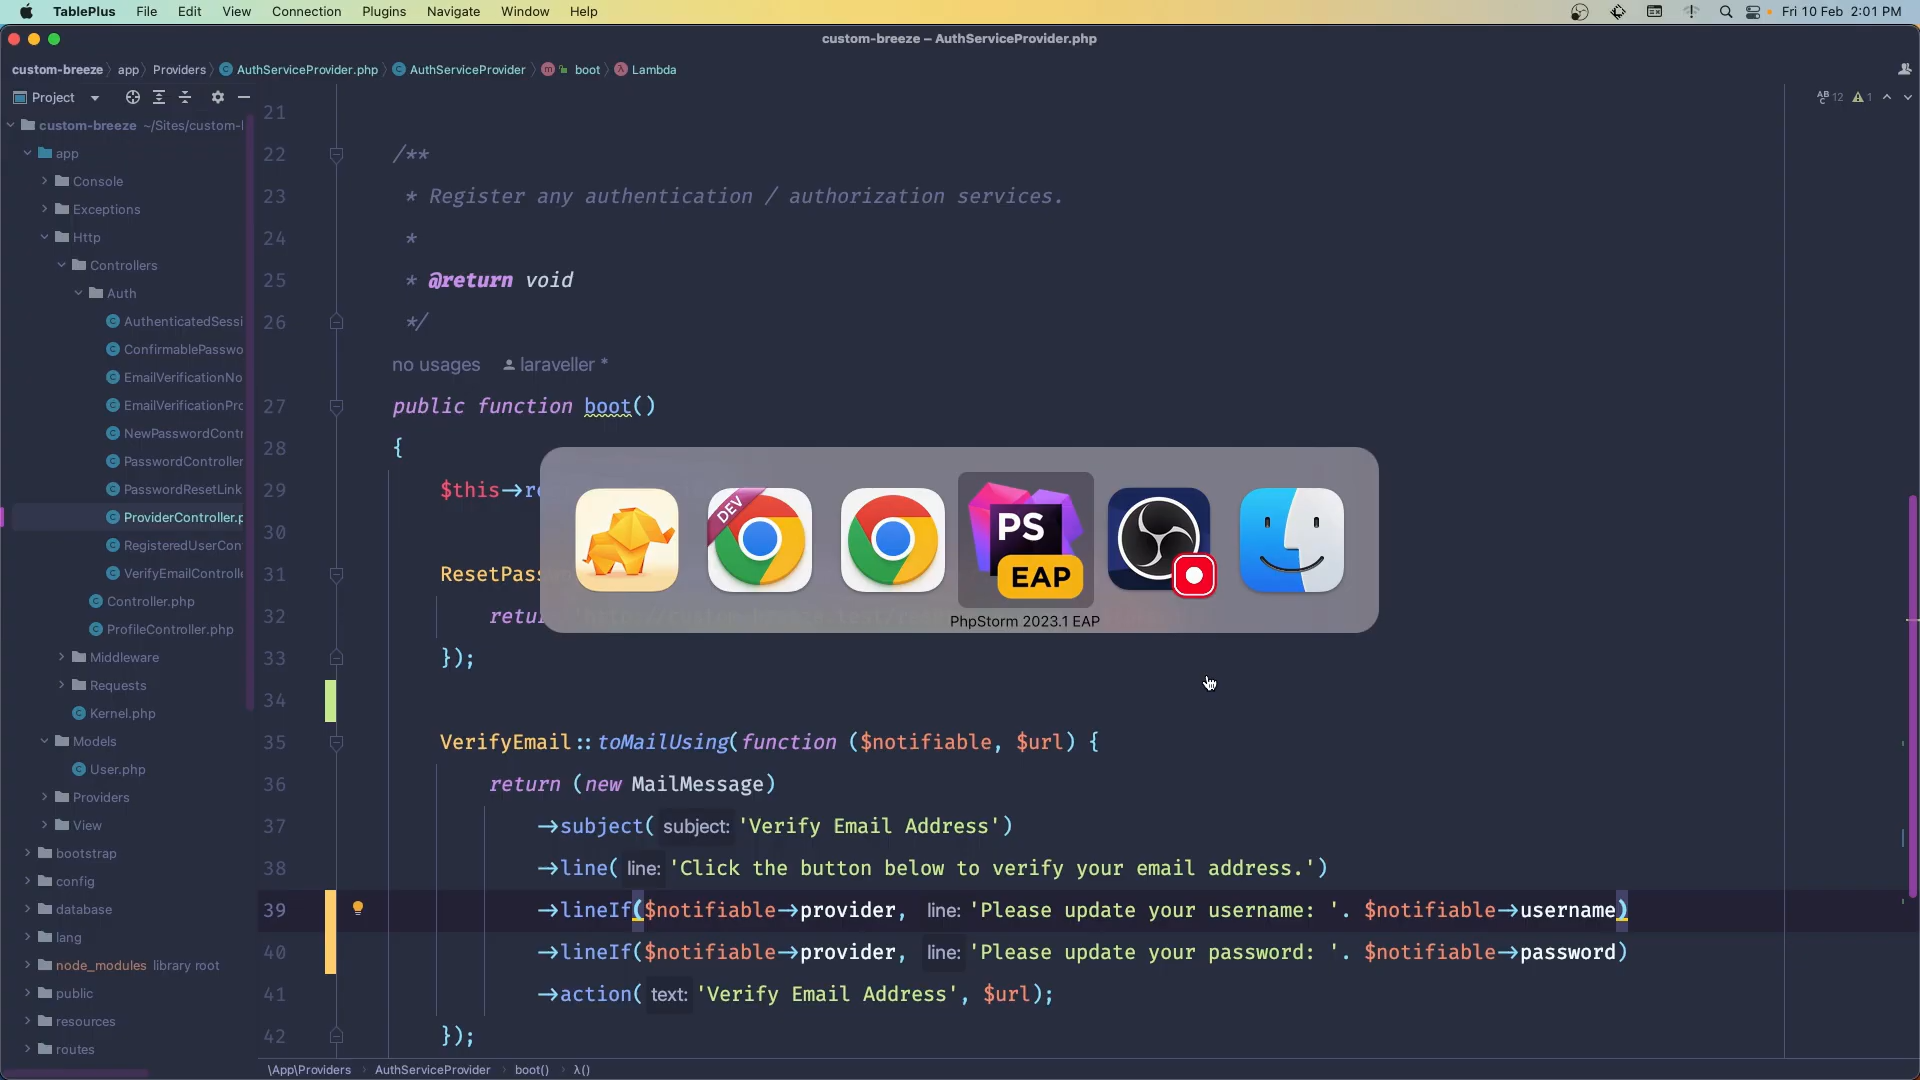 TablePlus File Edit View Connection Plugins Navigate Window Help Fri 10 Feb 2:01 PM
custom-breeze – AuthServiceProvider.php
custom-breeze app Providers AuthServiceProvider.php AuthServiceProvider boot Lambda
Project
12 1
custom-breeze ~/Sites/custom-
app
Console
Exceptions
Http
Controllers
Auth
AuthenticatedSessi
ConfirmablePasswo
EmailVerificationNo
EmailVerificationPro
NewPasswordContr
PasswordController
PasswordResetLink
ProviderController.p
RegisteredUserCon
VerifyEmailControlle
Controller.php
ProfileController.php
Middleware
Requests
Kernel.php
Models
User.php
Providers
View
bootstrap
config
database
lang
node_modules library root
public
resources
routes
21
22 /**
23 * Register any authentication / authorization services.
24 *
25 * @return void
26 */
no usages laraveller *
27 public function boot()
28 {
29 $this→re
30
31 ResetPass
32 retu
33 });
34
35 VerifyEmail::toMailUsing(function ($notifiable, $url) {
36 return (new MailMessage)
37 →subject( subject: 'Verify Email Address')
38 →line( line: 'Click the button below to verify your email address.')
39 →lineIf($notifiable→provider, line: 'Please update your username: '. $notifiable→username)
40 →lineIf($notifiable→provider, line: 'Please update your password: '. $notifiable→password)
41 →action( text: 'Verify Email Address', $url);
42 });
DEV
PS
EAP
PhpStorm 2023.1 EAP
\App\Providers AuthServiceProvider boot() λ()